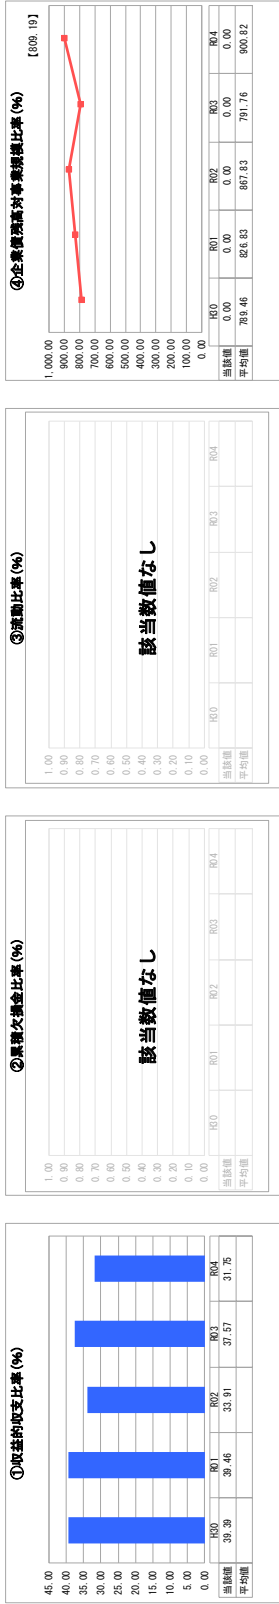 ①収益的収支比率(%)
45.00
40.00
35.00
30.00
25.00
20.00
15.00
10.00
5.00
0.00
H30 R01 R02 R03 R04
当該値 39.39 39.46 33.91 37.57 31.75
平均値
②累積欠損金比率(%)
1.00
0.90
0.80
0.70
0.60
0.50
0.40
0.30
0.20
0.10
0.00
該当数値なし
H30 R01 R02 R03 R04
当該値
平均値
③流動比率(%)
1.00
0.90
0.80
0.70
0.60
0.50
0.40
0.30
0.20
0.10
0.00
該当数値なし
H30 R01 R02 R03 R04
当該値
平均値
④企業債残高対事業規模比率(%)
【809.19】
1,000.00
900.00
800.00
700.00
600.00
500.00
400.00
300.00
200.00
100.00
0.00
H30 R01 R02 R03 R04
当該値 0.00 0.00 0.00 0.00 0.00
平均値 789.46 826.83 867.83 791.76 900.82